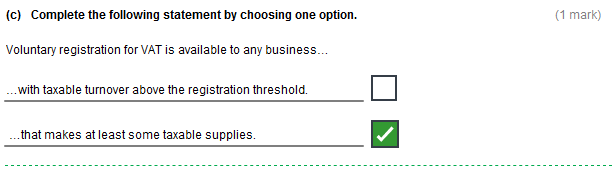 (c) Complete the following statement by choosing one option. (1 mark)
Voluntary registration for VAT is available to any business…
…with taxable turnover above the registration threshold.
…that makes at least some taxable supplies.